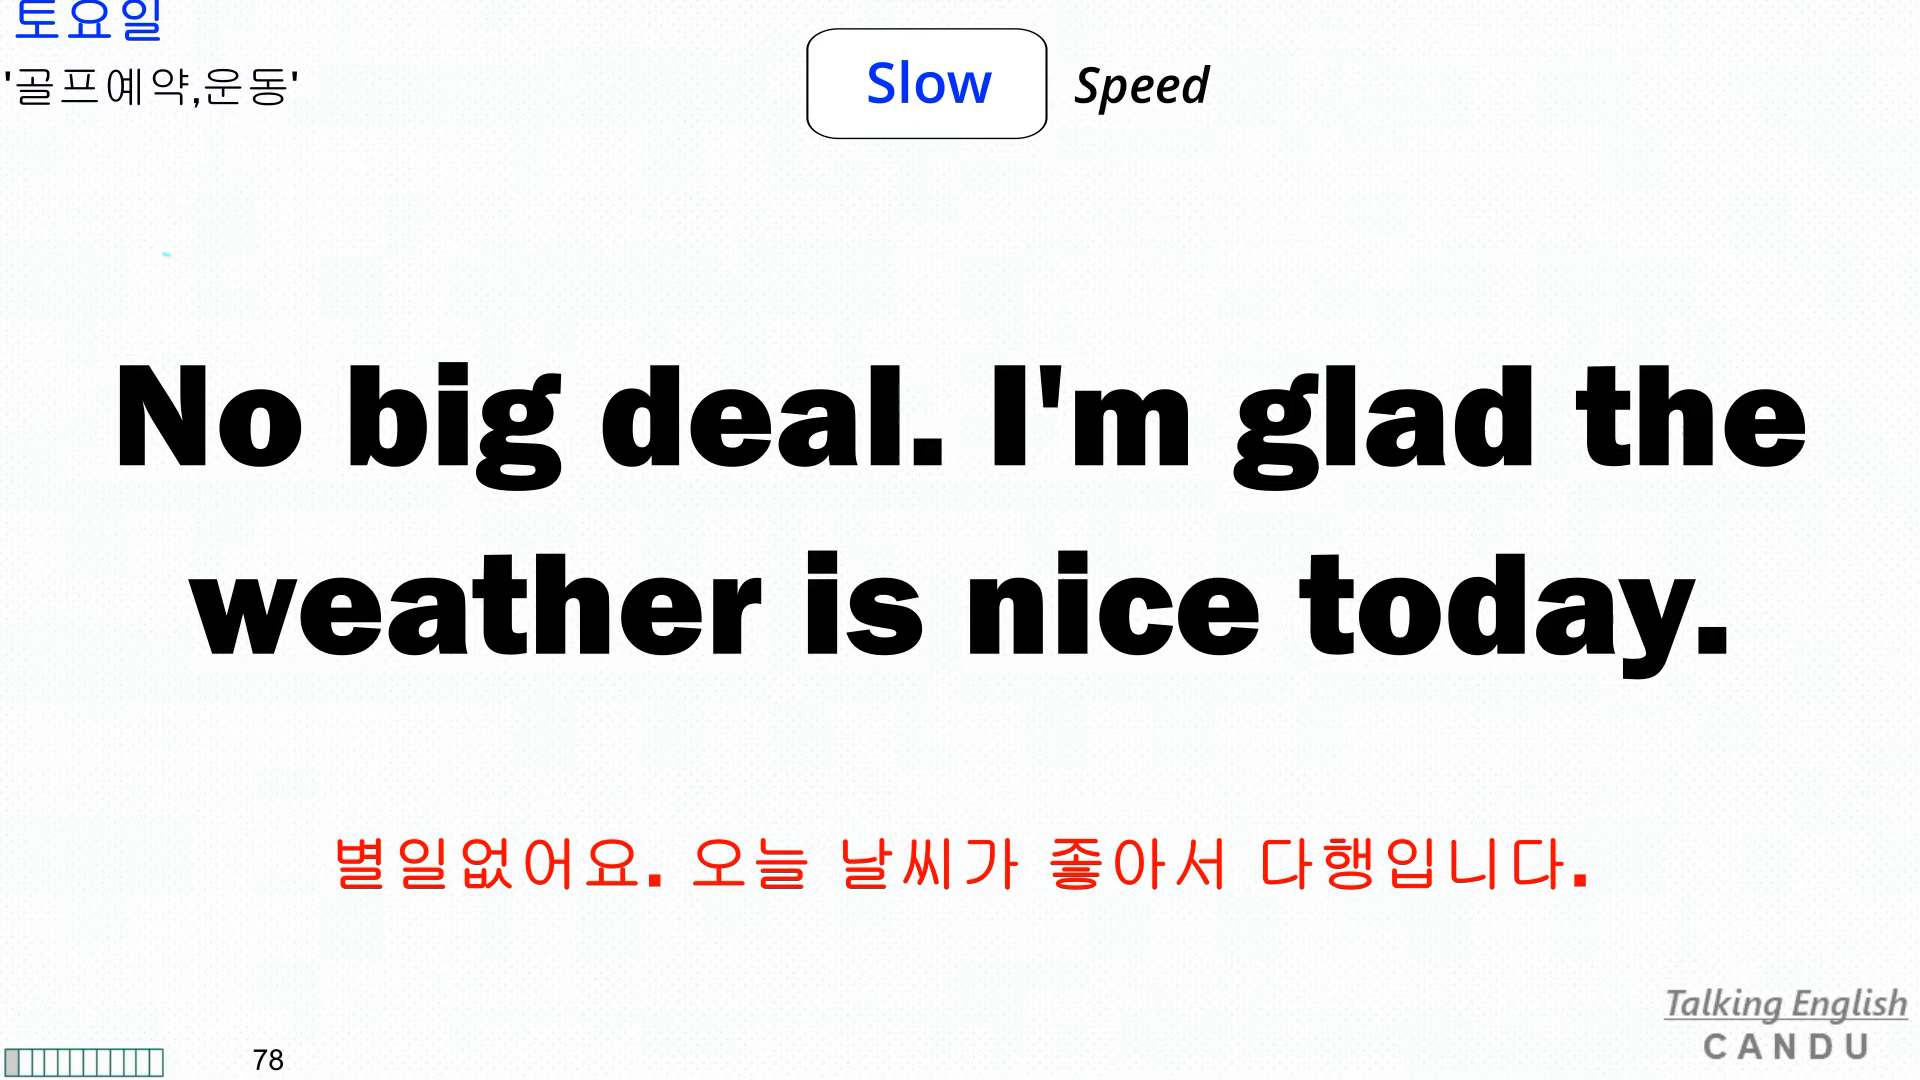 토요일
'골프예약,운동'
Slow Speed
No big deal. I'm glad the
weather is nice today.
별일없어요. 오늘 날씨가 좋아서 다행입니다.
Talking English
CANDU
78